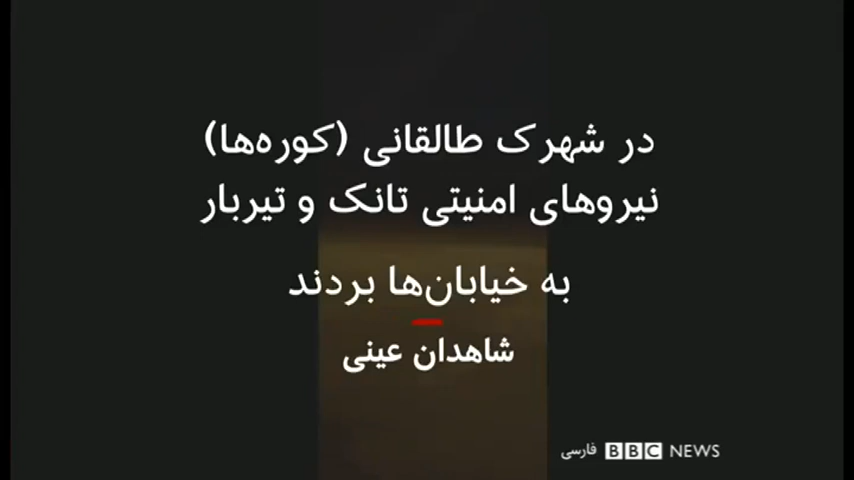 در شهرک طالقانی (کوره‌ها)
نیروهای امنیتی تانک و تیربار
به خیابان‌ها بردند
شاهدان عینی
BBC NEWS فارسی